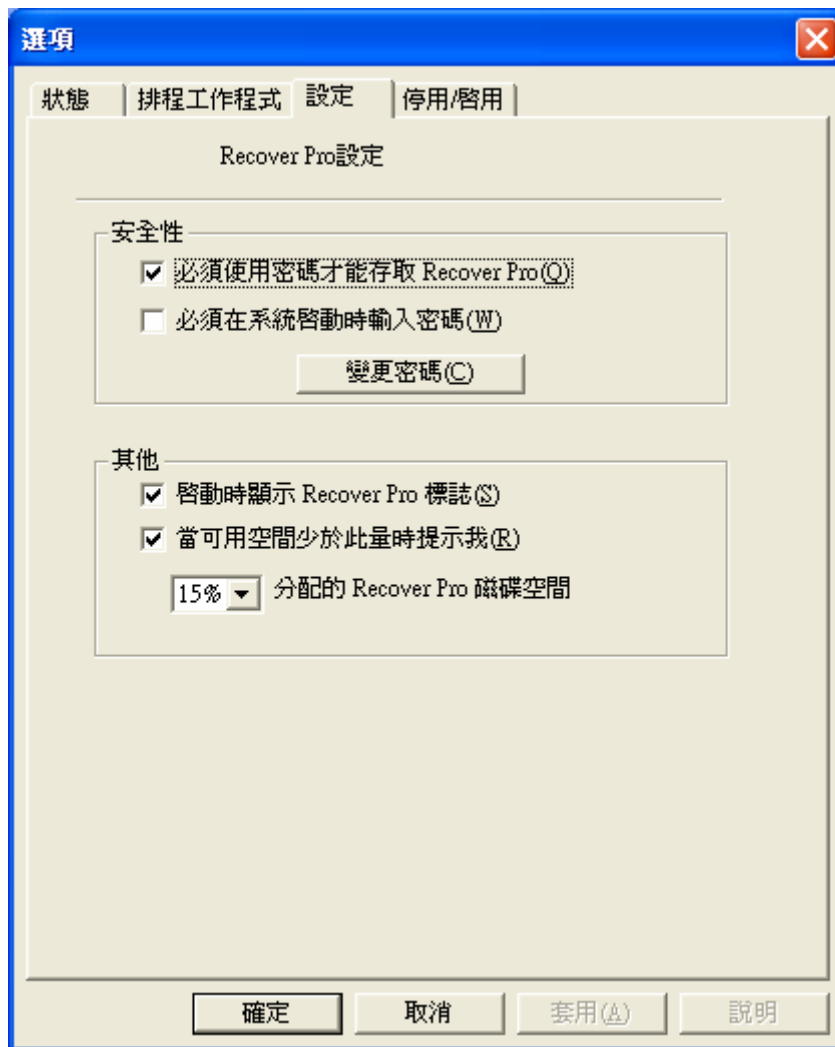 選項
狀態 排程工作程式 設定 停用/啓用
Recover Pro設定
安全性
必須使用密碼才能存取 Recover Pro(Q)
必須在系統啓動時輸入密碼(W)
變更密碼(C)
其他
啓動時顯示 Recover Pro 標誌(S)
當可用空間少於此量時提示我(R)
15% 分配的 Recover Pro 磁碟空間
確定 取消 套用(A) 說明